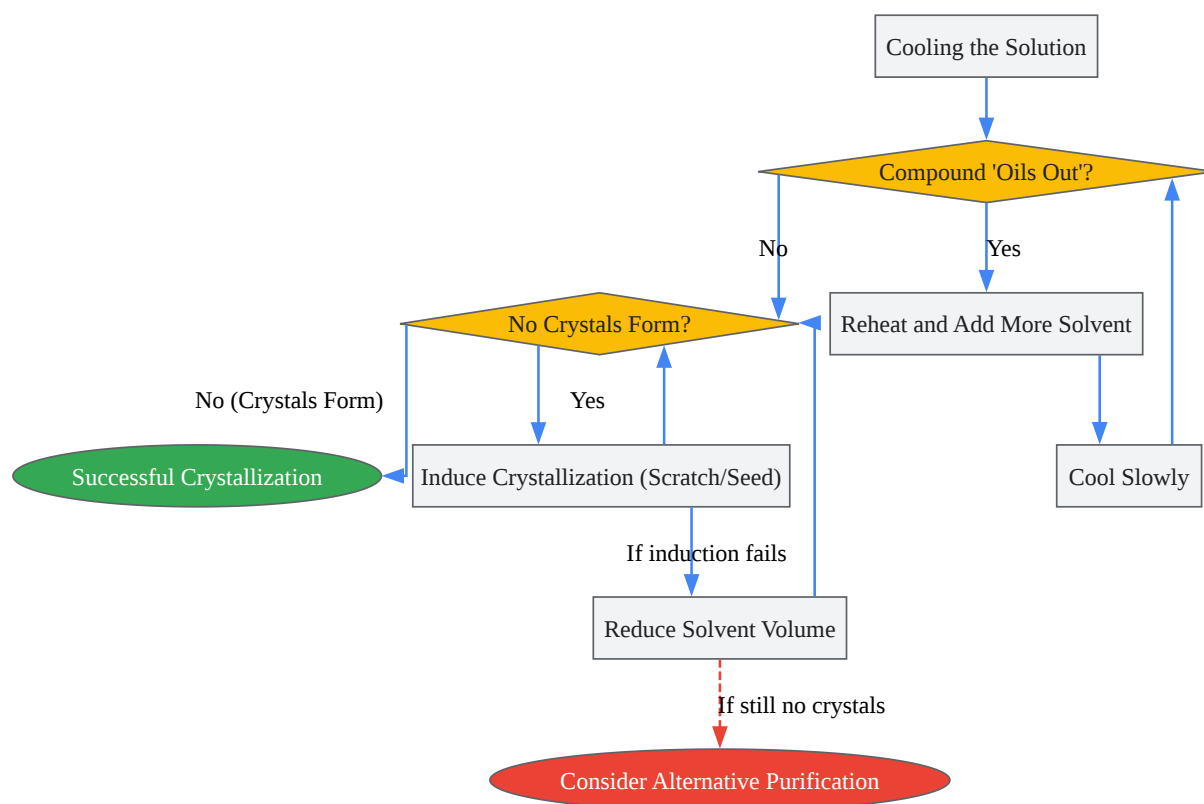 Cooling the Solution
Compound 'Oils Out'?
No
Yes
No Crystals Form?
Reheat and Add More Solvent
No (Crystals Form)
Yes
Successful Crystallization
Induce Crystallization (Scratch/Seed)
Cool Slowly
If induction fails
Reduce Solvent Volume
If still no crystals
Consider Alternative Purification